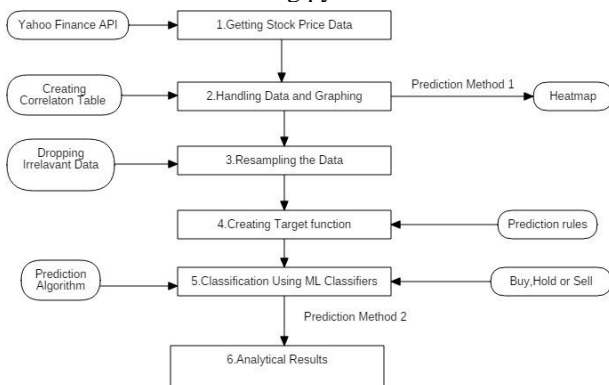 Yahoo Finance API
1.Getting Stock Price Data
Creating
Correlaton Table
2.Handling Data and Graphing
Prediction Method 1
Heatmap
Dropping
Irrelavant Data
3.Resampling the Data
4.Creating Target function
Prediction rules
Prediction
Algorithm
5.Classification Using ML Classifiers
Buy,Hold or Sell
Prediction Method 2
6.Analytical Results